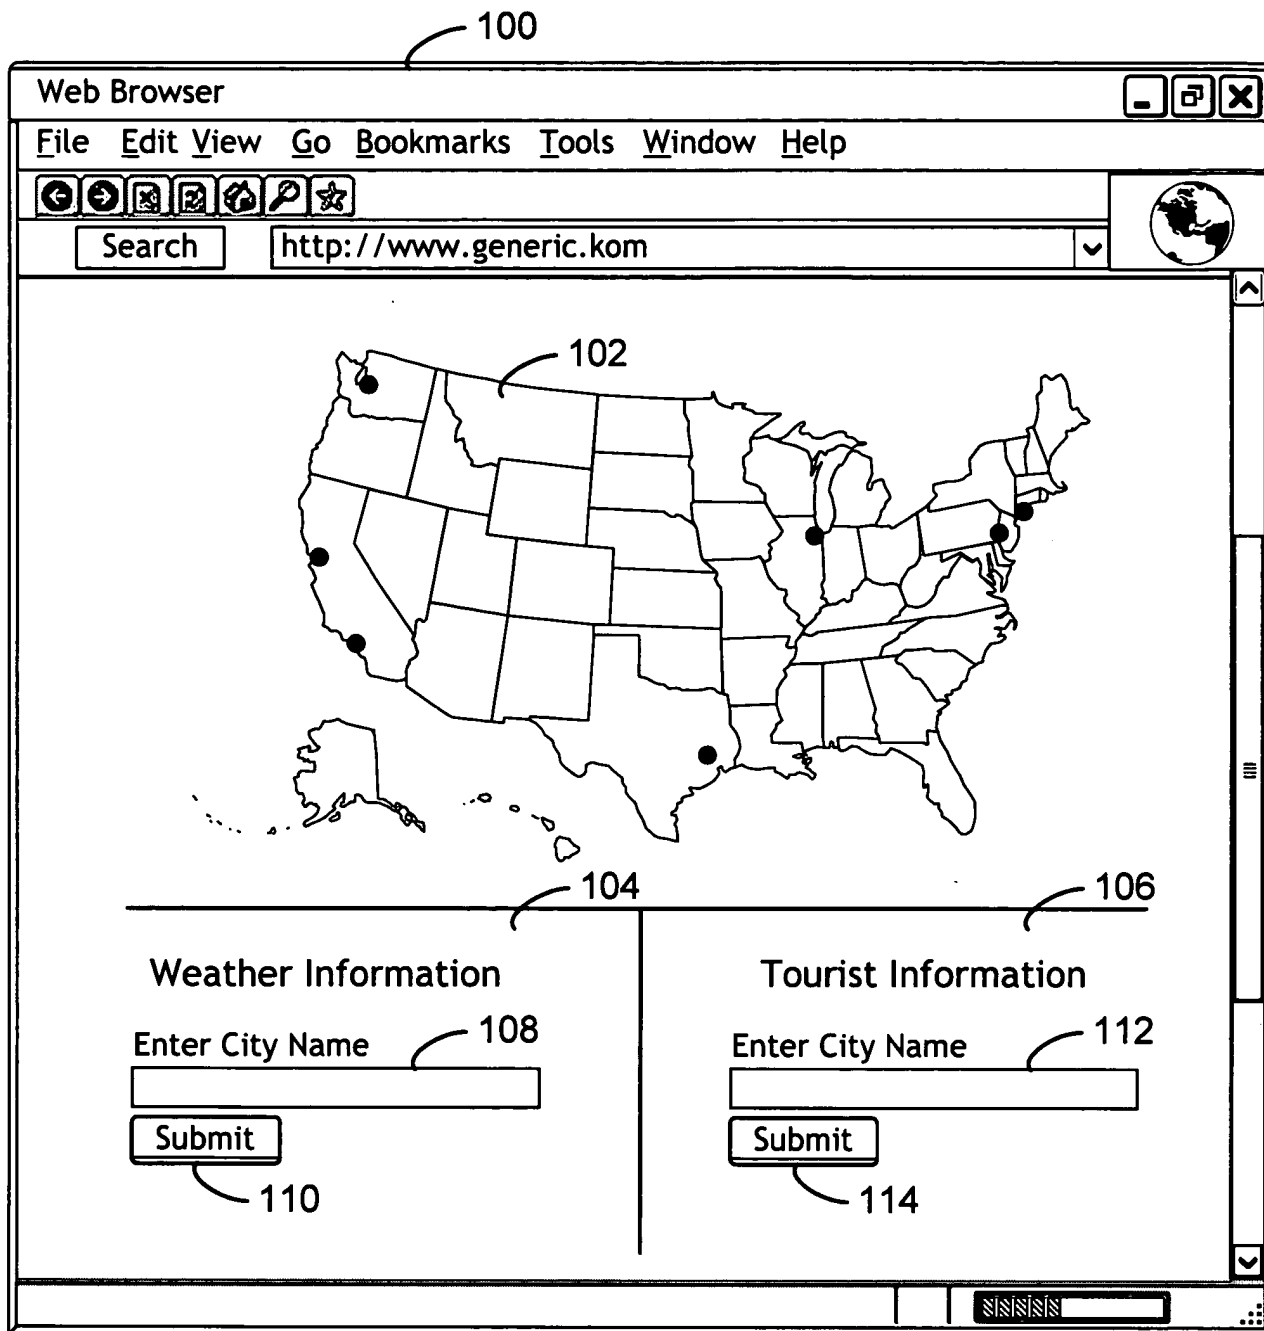 100
Web Browser
File Edit View Go Bookmarks Tools Window Help
Search http://www.generic.kom
102
104
106
Weather Information
Tourist Information
108
112
Enter City Name
Enter City Name
Submit
Submit
110
114